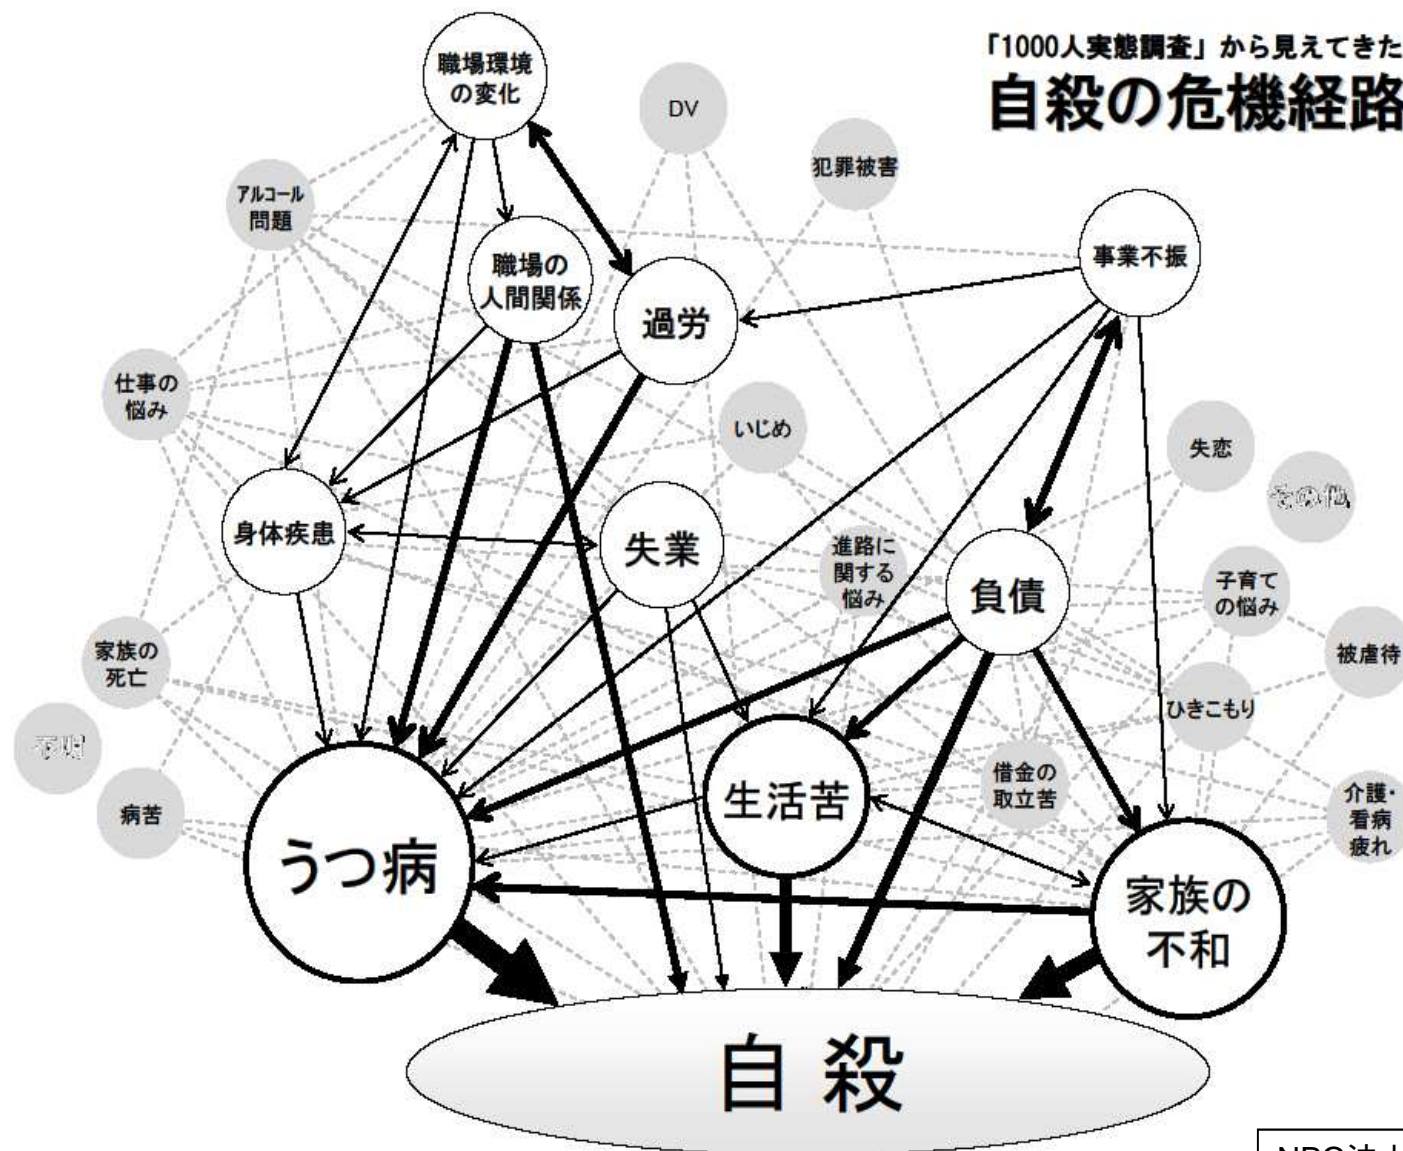 「1000人実態調査」から見えてきた
自殺の危機経路
職場環境
の変化
DV
犯罪被害
アルコール
問題
職場の
人間関係
過労
事業不振
仕事の
悩み
いじめ
失恋
その他
身体疾患
失業
進路に
関する
悩み
負債
子育て
の悩み
家族の
死亡
被虐待
ひきこもり
不明
病苦
うつ病
生活苦
借金の
取立苦
介護・
看病
疲れ
家族の
不和
自殺